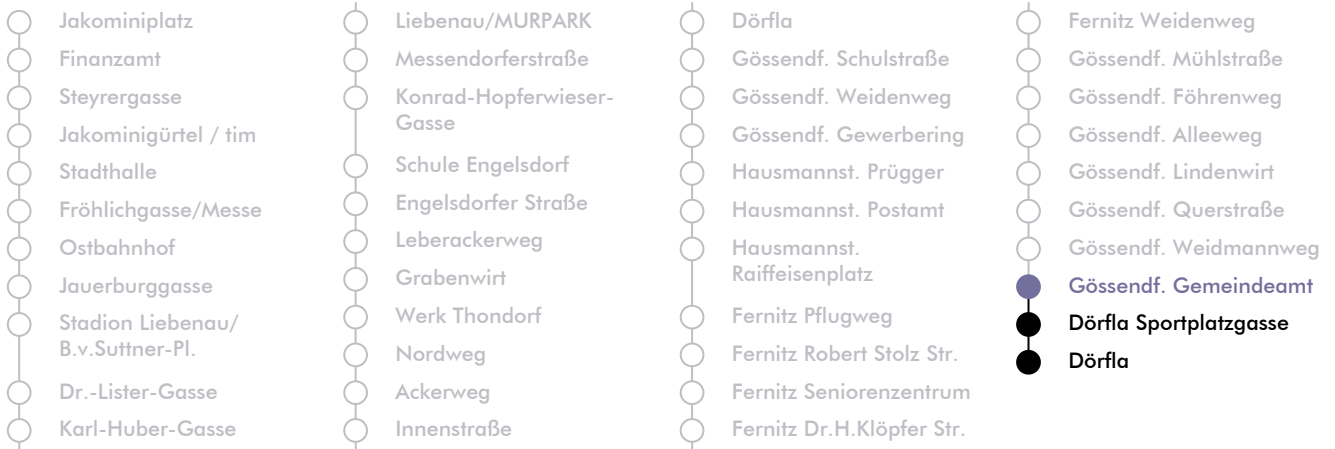 Jakominiplatz
Finanzamt
Steyrergasse
Jakominigürtel / tim
Stadthalle
Fröhlichgasse/Messe
Ostbahnhof
Jauerburggasse
Stadion Liebenau/
B.v.Suttner-Pl.
Dr.-Lister-Gasse
Karl-Huber-Gasse
Liebenau/MURPARK
Messendorferstraße
Konrad-Hopferwieser-
Gasse
Schule Engelsdorf
Engelsdorfer Straße
Leberackerweg
Grabenwirt
Werk Thondorf
Nordweg
Ackerweg
Innenstraße
Dörfla
Gössendf. Schulstraße
Gössendf. Weidenweg
Gössendf. Gewerbering
Hausmannst. Prügger
Hausmannst. Postamt
Hausmannst.
Raiffeisenplatz
Fernitz Pflugweg
Fernitz Robert Stolz Str.
Fernitz Seniorenzentrum
Fernitz Dr.H.Klöpfer Str.
Fernitz Weidenweg
Gössendf. Mühlstraße
Gössendf. Föhrenweg
Gössendf. Alleeweg
Gössendf. Lindenwirt
Gössendf. Querstraße
Gössendf. Weidmannweg
Gössendf. Gemeindeamt
Dörfla Sportplatzgasse
Dörfla